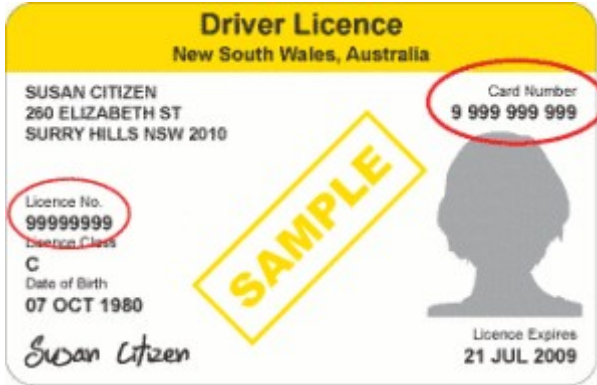 Driver Licence
New South Wales, Australia
SUSAN CITIZEN
260 ELIZABETH ST
SURRY HILLS NSW 2010
Card Number
9 999 999 999
Licence No.
99999999
Licence Class
C
Date of Birth
07 OCT 1980
SAMPLE
Susan Citizen
Licence Expires
21 JUL 2009